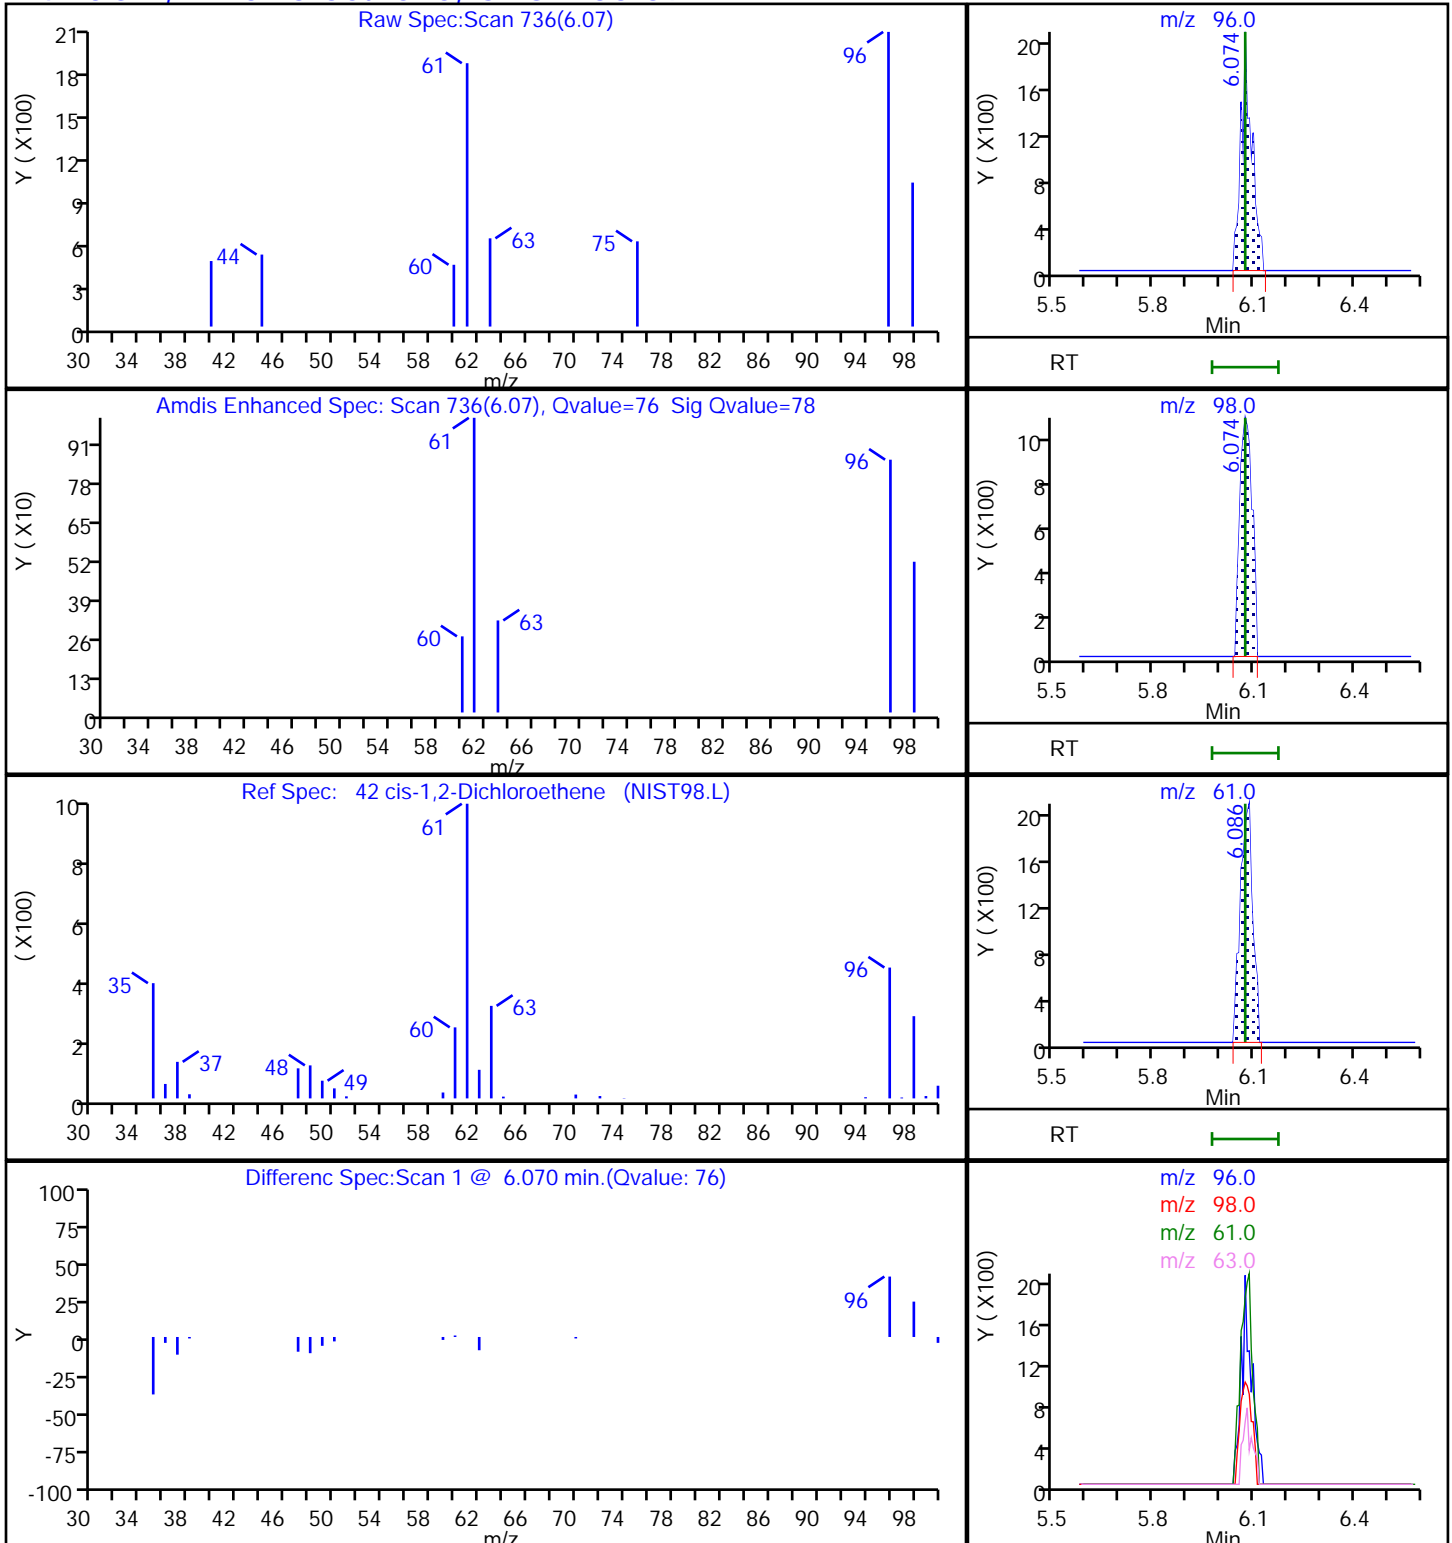 Raw Spec:Scan 736(6.07)
Y ( X100)
21
18
15
12
9
6
3
0
44
60
61
63
75
96
30 34 38 42 46 50 54 58 62 66 70 74 78 82 86 90 94 98
m/z
m/z 96.0
Y ( X100)
20
16
12
8
4
0
6.074
5.5 5.8 6.1 6.4
Min
RT
Amdis Enhanced Spec: Scan 736(6.07), Qvalue=76 Sig Qvalue=78
Y ( X10)
91
78
65
52
39
26
13
0
60
61
63
96
30 34 38 42 46 50 54 58 62 66 70 74 78 82 86 90 94 98
m/z
m/z 98.0
Y ( X100)
10
8
6
4
2
0
6.074
5.5 5.8 6.1 6.4
Min
RT
Ref Spec: 42 cis-1,2-Dichloroethene (NIST98.L)
( X100)
10
8
6
4
2
0
35
37
48
49
60
61
63
96
30 34 38 42 46 50 54 58 62 66 70 74 78 82 86 90 94 98
m/z 61.0
Y ( X100)
20
16
12
8
4
0
6.086
5.5 5.8 6.1 6.4
Min
RT
Differenc Spec:Scan 1 @ 6.070 min.(Qvalue: 76)
Y
100
75
50
25
0
-25
-50
-75
-100
96
30 34 38 42 46 50 54 58 62 66 70 74 78 82 86 90 94 98
m/z
m/z 96.0
m/z 98.0
m/z 61.0
m/z 63.0
Y ( X100)
20
16
12
8
4
0
5.5 5.8 6.1 6.4
Min